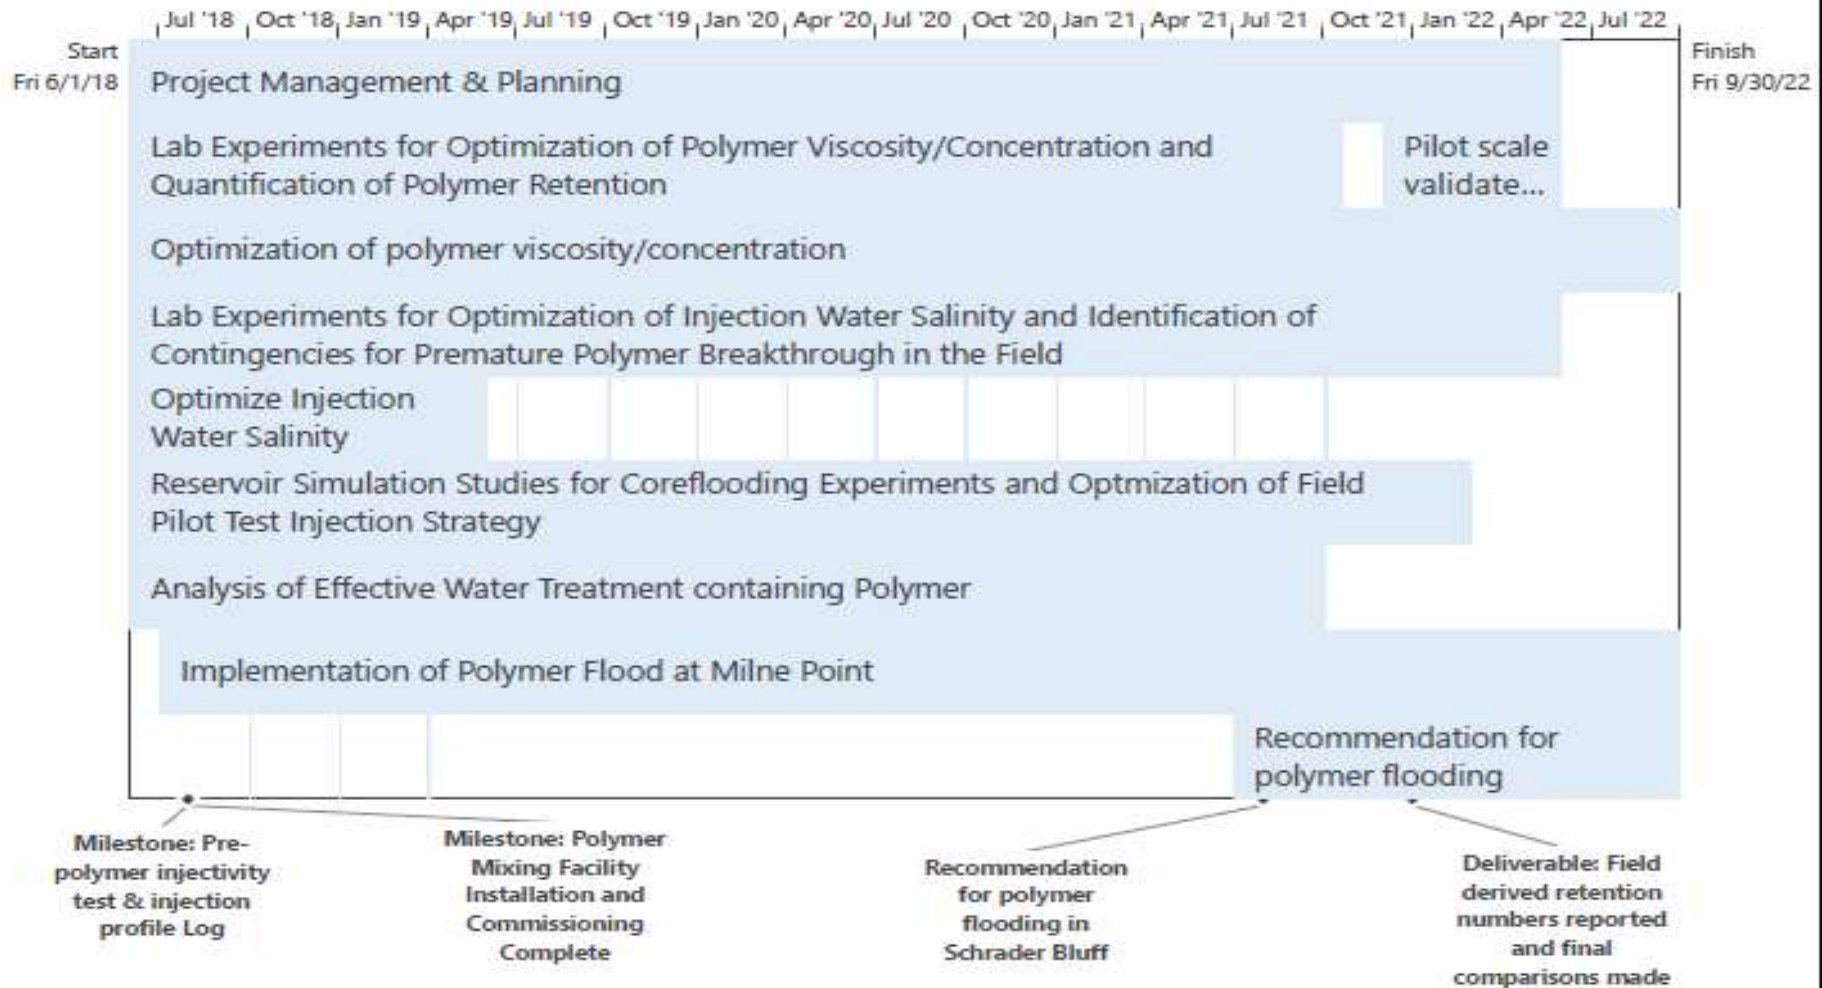 Jul '18 Oct '18 Jan '19 Apr '19 Jul '19 Oct '19 Jan '20 Apr '20 Jul '20 Oct '20 Jan '21 Apr '21 Jul '21 Oct '21 Jan '22 Apr '22 Jul '22
Start
Fri 6/1/18
Finish
Fri 9/30/22
Project Management & Planning
Lab Experiments for Optimization of Polymer Viscosity/Concentration and
Quantification of Polymer Retention
Pilot scale
validate...
Optimization of polymer viscosity/concentration
Lab Experiments for Optimization of Injection Water Salinity and Identification of
Contingencies for Premature Polymer Breakthrough in the Field
Optimize Injection
Water Salinity
Reservoir Simulation Studies for Coreflooding Experiments and Optmization of Field
Pilot Test Injection Strategy
Analysis of Effective Water Treatment containing Polymer
Implementation of Polymer Flood at Milne Point
Recommendation for
polymer flooding
Milestone: Pre-
polymer injectivity
test & injection
profile Log
Milestone: Polymer
Mixing Facility
Installation and
Commissioning
Complete
Recommendation
for polymer
flooding in
Schrader Bluff
Deliverable: Field
derived retention
numbers reported
and final
comparisons made